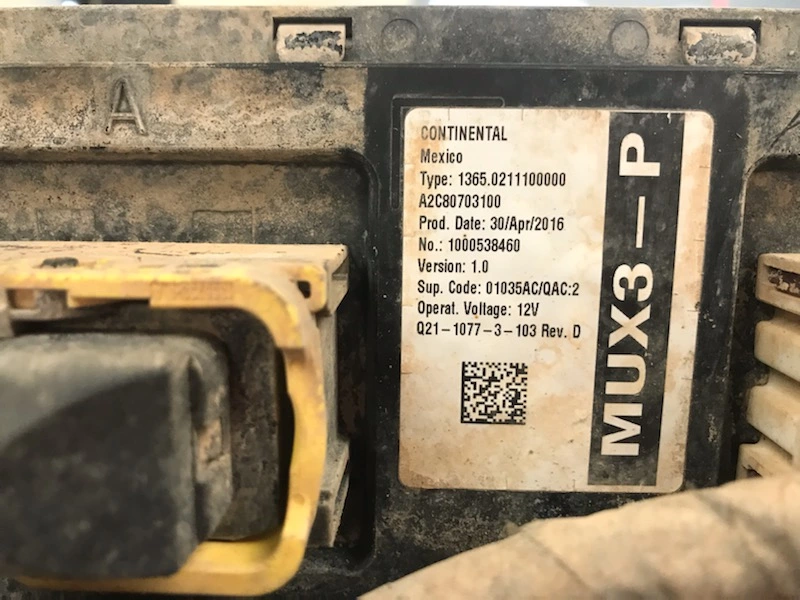 A
CONTINENTAL
Mexico
Type: 1365.0211100000
A2C80703100
Prod. Date: 30/Apr/2016
No.: 1000538460
Version: 1.0
Sup. Code: 01035AC/QAC:2
Operat. Voltage: 12V
Q21-1077-3-103 Rev. D
MUX3-P